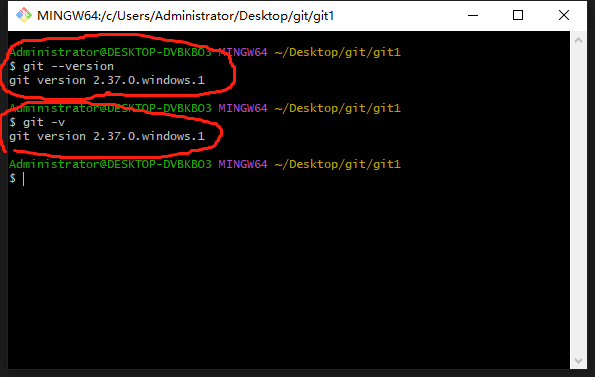 MINGW64:/c/Users/Administrator/Desktop/git/git1
Administrator@DESKTOP-DVBKBO3 MINGW64 ~/Desktop/git/git1
$ git --version
git version 2.37.0.windows.1
Administrator@DESKTOP-DVBKBO3 MINGW64 ~/Desktop/git/git1
$ git -v
git version 2.37.0.windows.1
Administrator@DESKTOP-DVBKBO3 MINGW64 ~/Desktop/git/git1
$